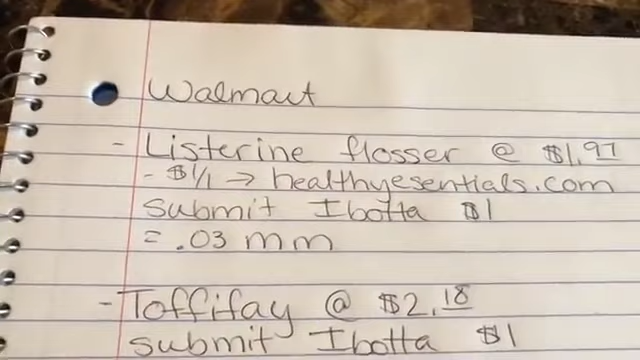 Walmart
- Listerine flosser @ $1.97
- $1/1 → healthyesentials.com
submit Ibotta $1
= .03 mm
- Toffifay @ $2.18
submit Ibotta $1